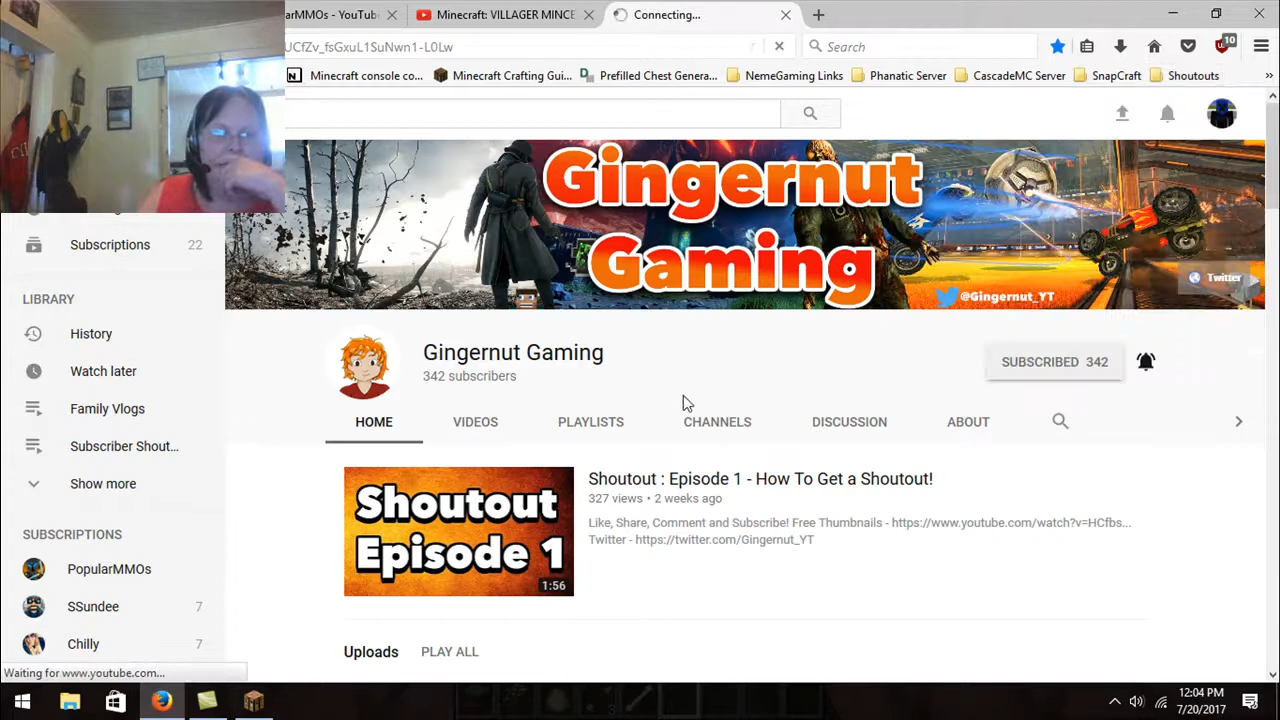 larMMOs - YouTub
Minecraft: VILLAGER MINCE
Connecting...
UCfZv_fsGxuL1SuNwn1-L0Lw
Search
10
Minecraft console co...
Minecraft Crafting Gui...
Prefilled Chest Genera...
NemeGaming Links
Phanatic Server
CascadeMC Server
SnapCraft
Shoutouts
»
Gingernut
Gaming
Twitter
@Gingernut_YT
Subscriptions 22
LIBRARY
History
Watch later
Family Vlogs
Subscriber Shout...
Show more
SUBSCRIPTIONS
PopularMMOs
SSundee 7
Chilly 7
Gingernut Gaming
342 subscribers
SUBSCRIBED 342
HOME VIDEOS PLAYLISTS CHANNELS DISCUSSION ABOUT
Shoutout
Episode 1
1:56
Shoutout : Episode 1 - How To Get a Shoutout!
327 views • 2 weeks ago
Like, Share, Comment and Subscribe! Free Thumbnails - https://www.youtube.com/watch?v=HCfbs...
Twitter - https://twitter.com/Gingernut_YT
Uploads PLAY ALL
Waiting for www.youtube.com...
12:04 PM
7/20/2017